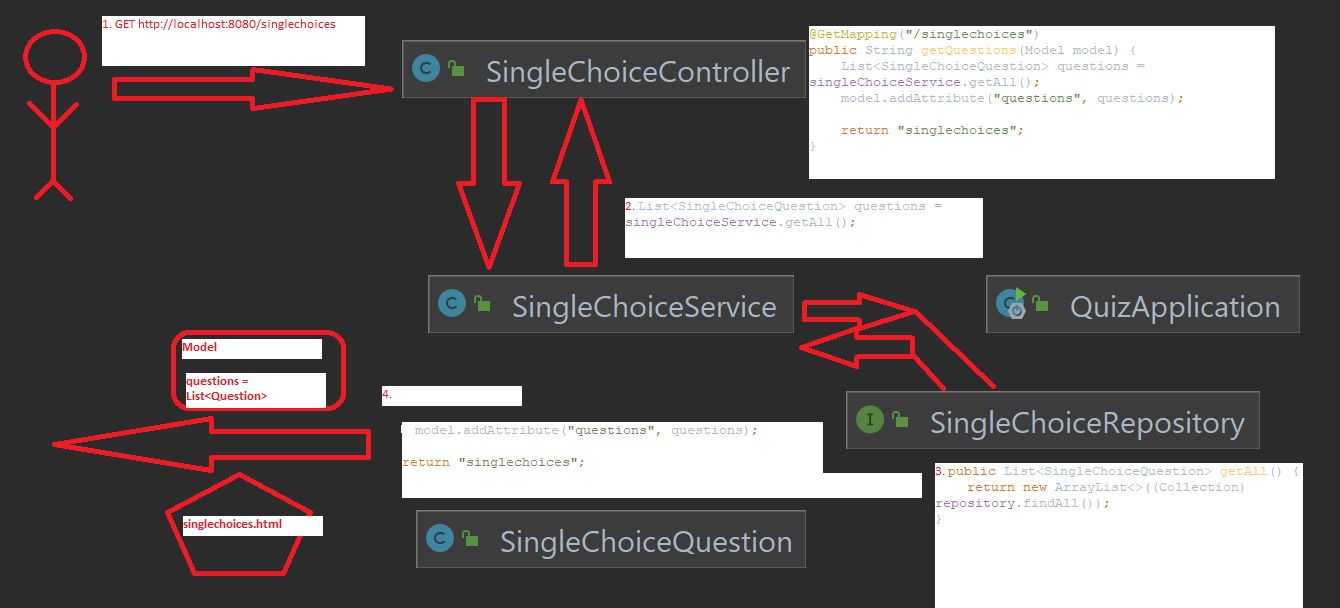 1. GET http://localhost:8080/singlechoices
C SingleChoiceController
@GetMapping("/singlechoices")
public String getQuestions(Model model) {
List<SingleChoiceQuestion> questions =
singleChoiceService.getAll();
model.addAttribute("questions", questions);
return "singlechoices";
}
2. List<SingleChoiceQuestion> questions =
singleChoiceService.getAll();
C SingleChoiceService
C QuizApplication
Model
questions =
List<Question>
4.
model.addAttribute("questions", questions);
return "singlechoices";
I SingleChoiceRepository
3. public List<SingleChoiceQuestion> getAll() {
return new ArrayList<>((Collection)
repository.findAll());
}
singlechoices.html
C SingleChoiceQuestion